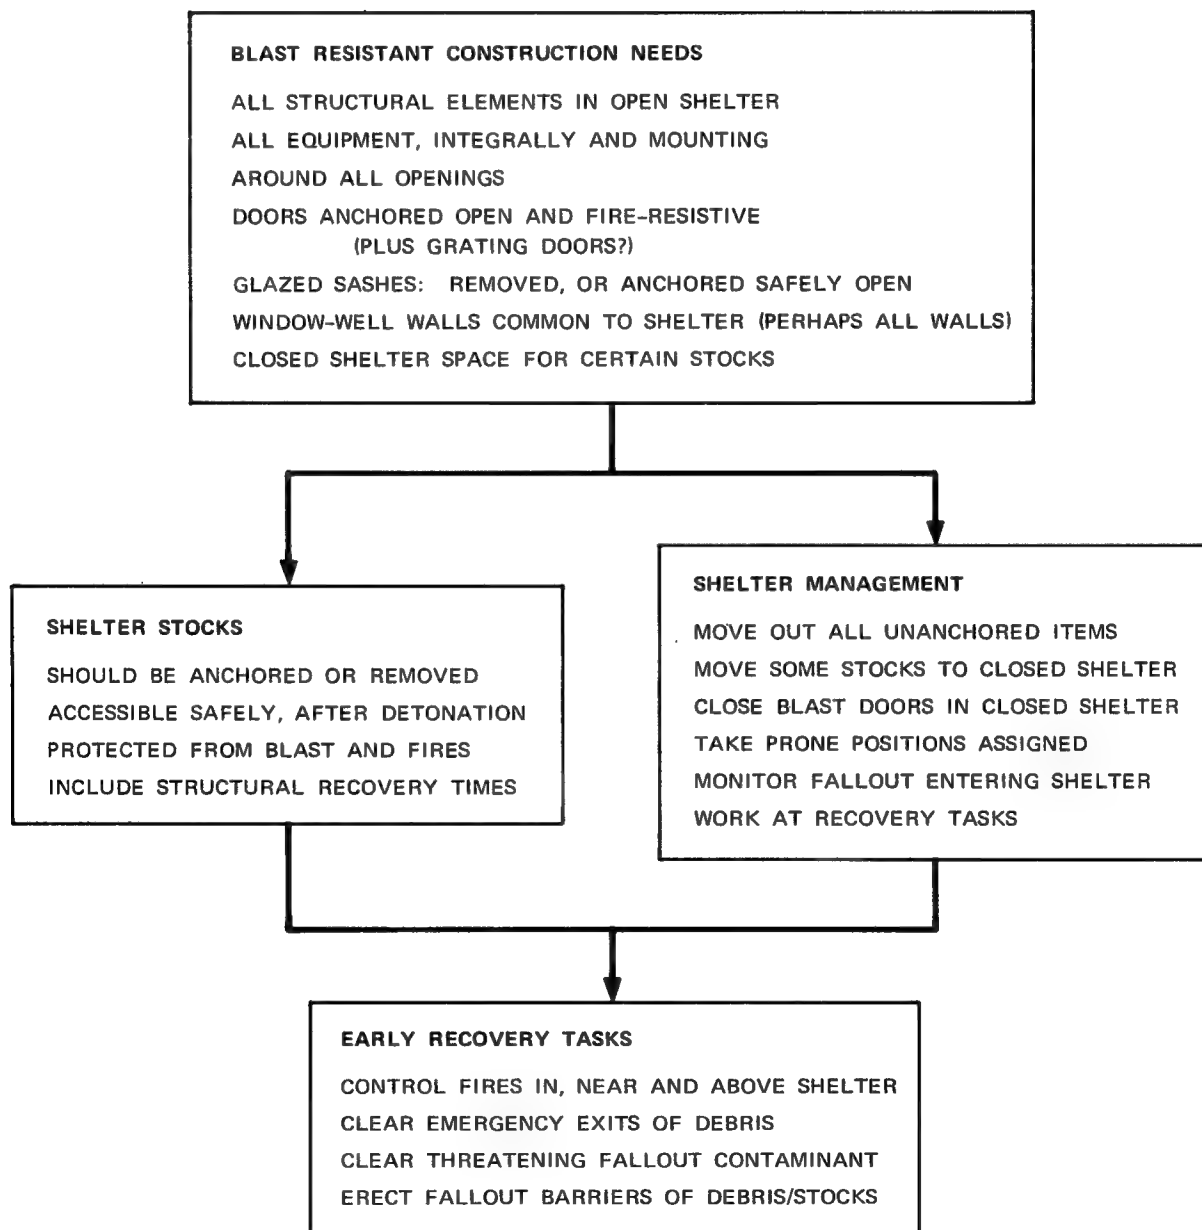 BLAST RESISTANT CONSTRUCTION NEEDS
ALL STRUCTURAL ELEMENTS IN OPEN SHELTER
ALL EQUIPMENT, INTEGRALLY AND MOUNTING
AROUND ALL OPENINGS
DOORS ANCHORED OPEN AND FIRE-RESISTIVE
(PLUS GRATING DOORS?)
GLAZED SASHES: REMOVED, OR ANCHORED SAFELY OPEN
WINDOW-WELL WALLS COMMON TO SHELTER (PERHAPS ALL WALLS)
CLOSED SHELTER SPACE FOR CERTAIN STOCKS
SHELTER STOCKS
SHOULD BE ANCHORED OR REMOVED
ACCESSIBLE SAFELY, AFTER DETONATION
PROTECTED FROM BLAST AND FIRES
INCLUDE STRUCTURAL RECOVERY TIMES
SHELTER MANAGEMENT
MOVE OUT ALL UNANCHORED ITEMS
MOVE SOME STOCKS TO CLOSED SHELTER
CLOSE BLAST DOORS IN CLOSED SHELTER
TAKE PRONE POSITIONS ASSIGNED
MONITOR FALLOUT ENTERING SHELTER
WORK AT RECOVERY TASKS
EARLY RECOVERY TASKS
CONTROL FIRES IN, NEAR AND ABOVE SHELTER
CLEAR EMERGENCY EXITS OF DEBRIS
CLEAR THREATENING FALLOUT CONTAMINANT
ERECT FALLOUT BARRIERS OF DEBRIS/STOCKS